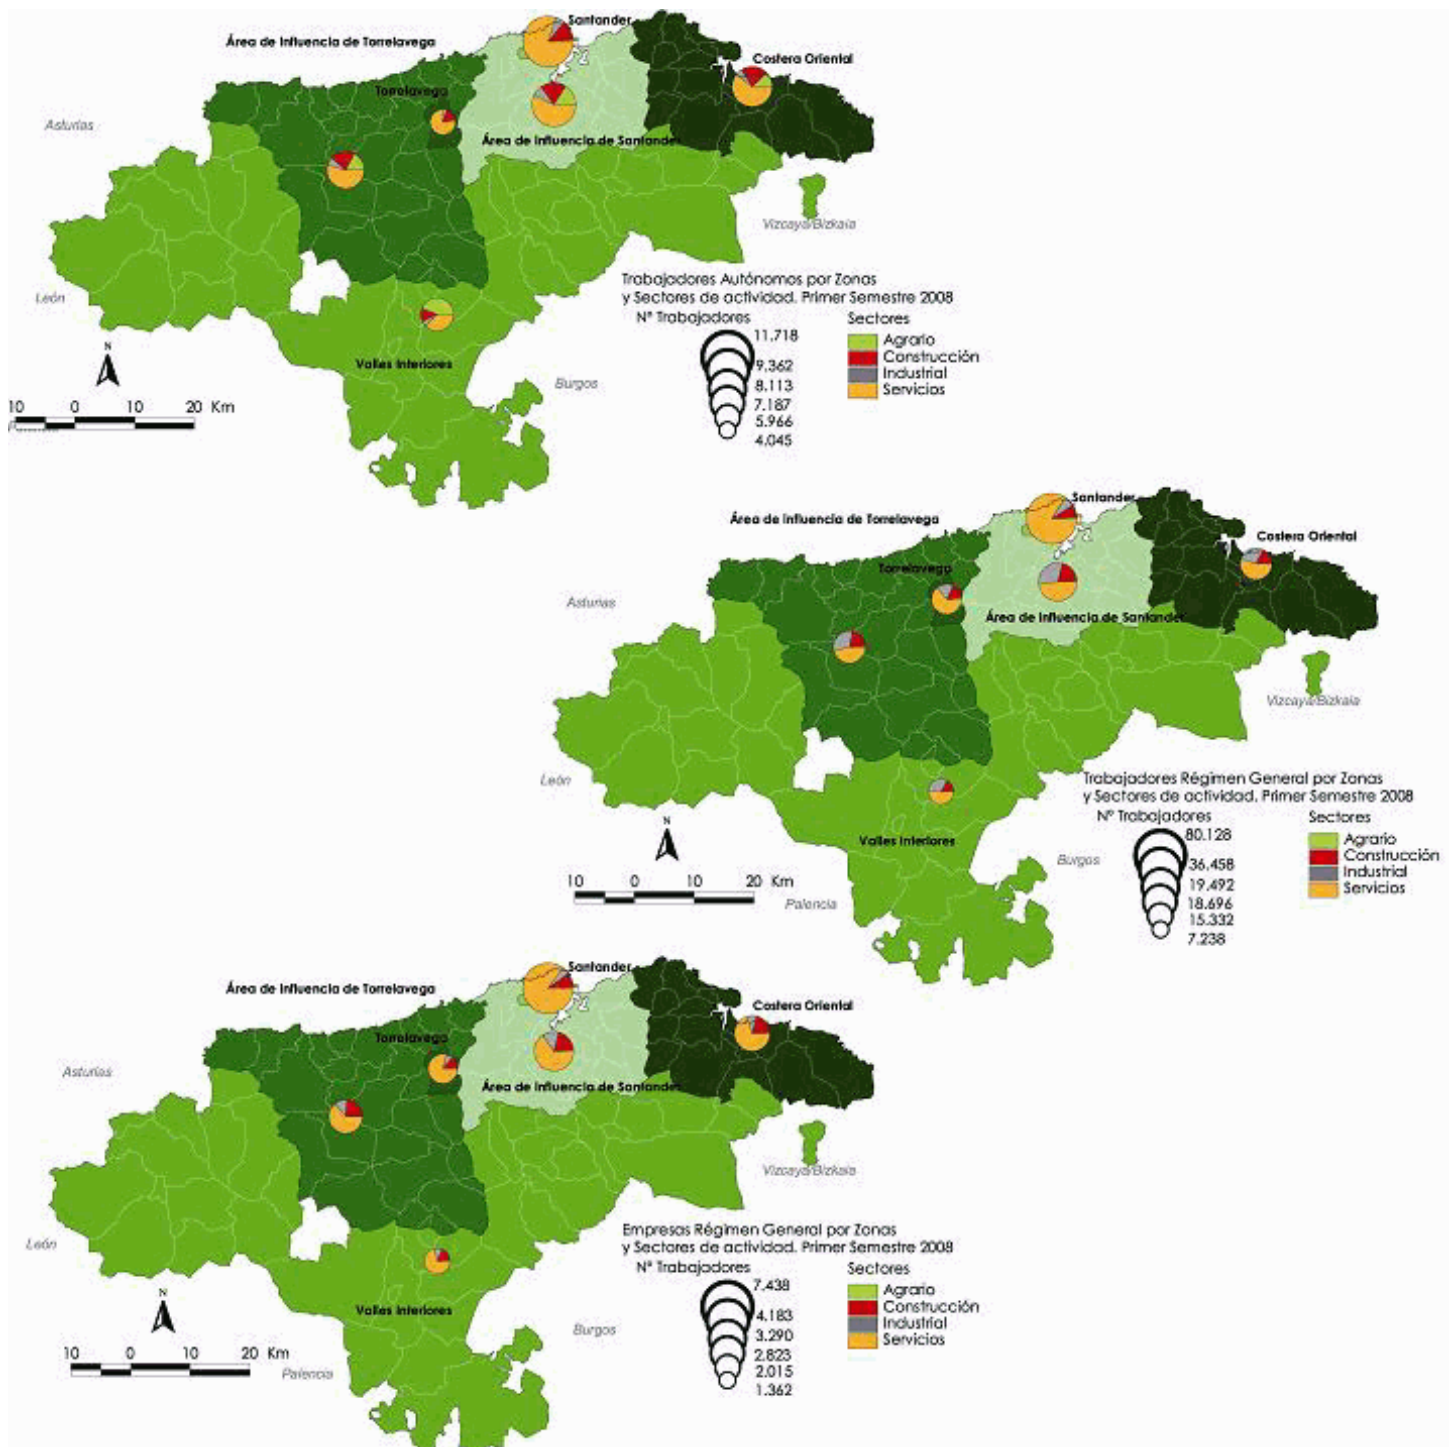 Santander
Área de Influencia de Torrelavega
Costera Oriental
Torrelavega
Asturias
Área de Influencia de Santander
Vizcaya/Bizkaia
León
Trabajadores Autónomos por Zonas
y Sectores de actividad. Primer Semestre 2008
Nº Trabajadores
Sectores
11.718
9.362
8.113
7.187
5.966
4.045
Agrario
Construcción
Industrial
Servicios
N
Valles Interiores
Burgos
10 0 10 20 Km
Santander
Área de Influencia de Torrelavega
Costera Oriental
Torrelavega
Asturias
Área de Influencia de Santander
Vizcaya/Bizkaia
León
Trabajadores Régimen General por Zonas
y Sectores de actividad. Primer Semestre 2008
Nº Trabajadores
Sectores
80.128
36.458
19.492
18.696
15.332
7.238
Agrario
Construcción
Industrial
Servicios
N
Valles Interiores
Burgos
10 0 10 20 Km
Palencia
Santander
Área de Influencia de Torrelavega
Costera Oriental
Torrelavega
Asturias
Área de Influencia de Santander
Vizcaya/Bizkaia
León
Empresas Régimen General por Zonas
y Sectores de actividad. Primer Semestre 2008
Nº Trabajadores
Sectores
7.438
4.183
3.290
2.823
2.015
1.362
Agrario
Construcción
Industrial
Servicios
N
Valles Interiores
Burgos
10 0 10 20 Km
Palencia